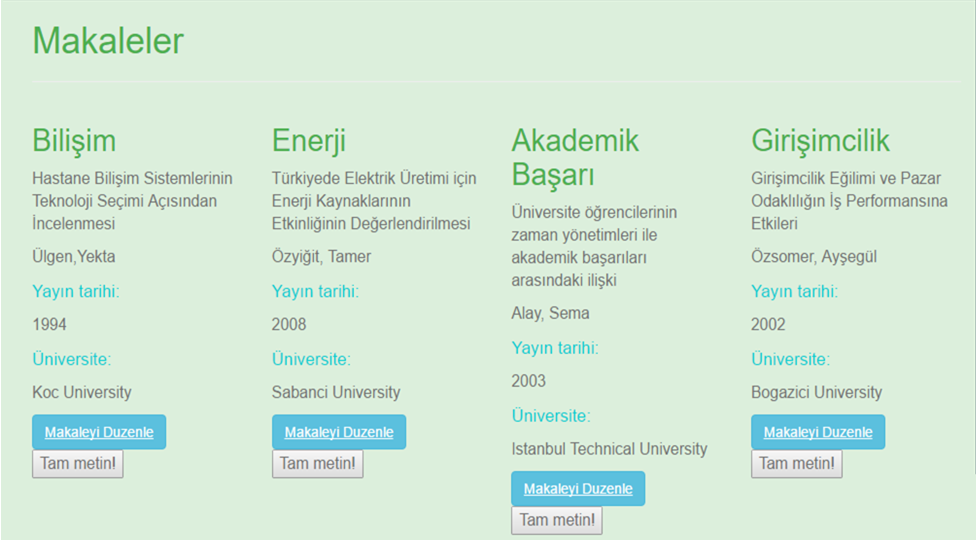 Makaleler
Bilişim
Hastane Bilişim Sistemlerinin
Teknoloji Seçimi Açısından
İncelenmesi
Ülgen,Yekta
Yayın tarihi:
1994
Üniversite:
Koc University
Makaleyi Duzenle
Tam metin!
Enerji
Türkiyede Elektrik Üretimi için
Enerji Kaynaklarının
Etkinliğinin Değerlendirilmesi
Özyiğit, Tamer
Yayın tarihi:
2008
Üniversite:
Sabanci University
Makaleyi Duzenle
Tam metin!
Akademik
Başarı
Üniversite öğrencilerinin
zaman yönetimleri ile
akademik başarıları
arasındaki ilişki
Alay, Sema
Yayın tarihi:
2003
Üniversite:
Istanbul Technical University
Makaleyi Duzenle
Tam metin!
Girişimcilik
Girişimcilik Eğilimi ve Pazar
Odaklılığın İş Performansına
Etkileri
Özsomer, Ayşegül
Yayın tarihi:
2002
Üniversite:
Bogazici University
Makaleyi Duzenle
Tam metin!